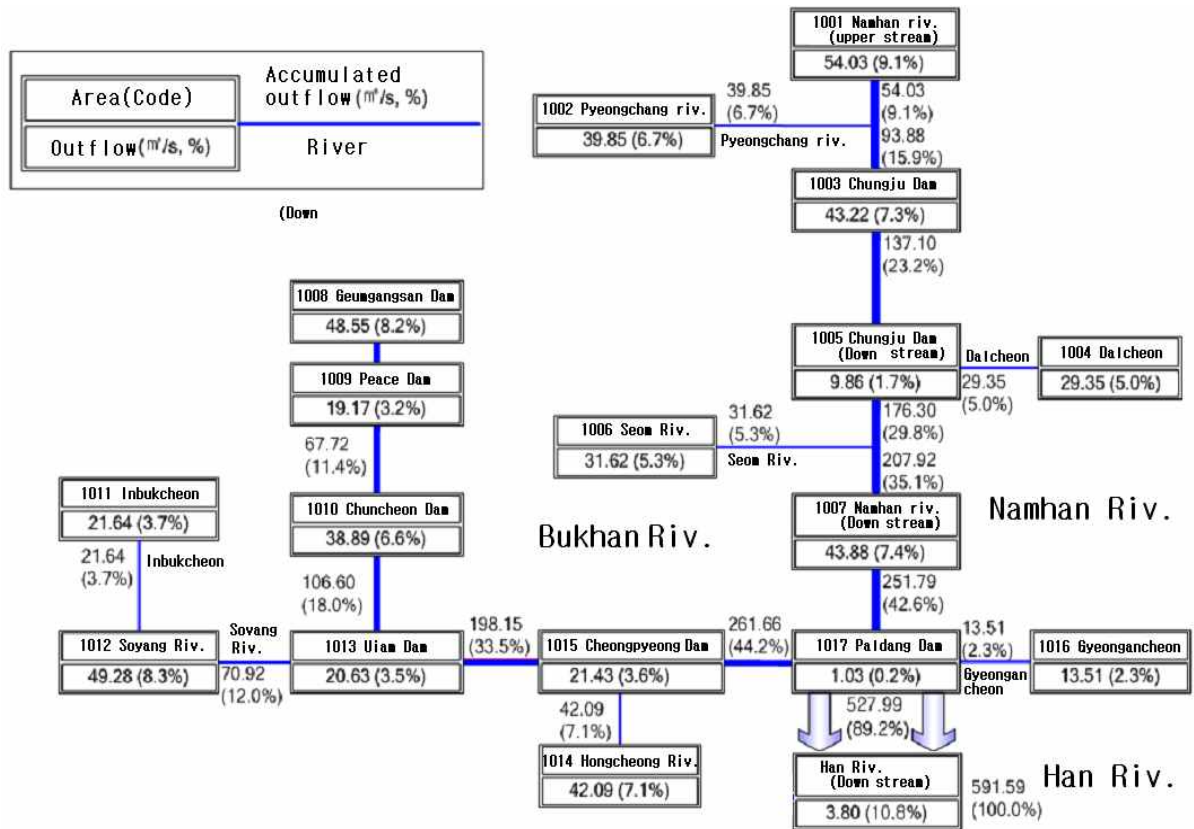 Area(Code)
Outflow(㎥/s, %)
Accumulated
outflow(㎥/s, %)
River
(Down
1001 Namhan riv.
(upper stream)
54.03 (9.1%)
39.85
(6.7%)
54.03
(9.1%)
1002 Pyeongchang riv.
39.85 (6.7%)
Pyeongchang riv.
93.88
(15.9%)
1003 Chungju Dam
43.22 (7.3%)
137.10
(23.2%)
1008 Geumgangsan Dam
48.55 (8.2%)
1005 Chungju Dam
(Down stream)
9.86 (1.7%)
Dalcheon
29.35
(5.0%)
1004 Dalcheon
29.35 (5.0%)
1009 Peace Dam
19.17 (3.2%)
31.62
(5.3%)
176.30
(29.8%)
1006 Seom Riv.
31.62 (5.3%)
Seom Riv.
67.72
(11.4%)
207.92
(35.1%)
1011 Inbukcheon
21.64 (3.7%)
1010 Chuncheon Dam
38.89 (6.6%)
Bukhan Riv.
1007 Namhan riv.
(Down stream)
43.88 (7.4%)
Namhan Riv.
21.64
(3.7%)
Inbukcheon
106.60
(18.0%)
251.79
(42.6%)
1012 Soyang Riv.
49.28 (8.3%)
Sovang
Riv.
70.92
(12.0%)
1013 Uiam Dam
20.63 (3.5%)
198.15
(33.5%)
1015 Cheongpyeong Dam
21.43 (3.6%)
261.66
(44.2%)
1017 Paldang Dam
1.03 (0.2%)
13.51
(2.3%)
Gyeongan
cheon
1016 Gyeongancheon
13.51 (2.3%)
42.09
(7.1%)
527.99
(89.2%)
1014 Hongcheong Riv.
42.09 (7.1%)
Han Riv.
(Down stream)
3.80 (10.8%)
591.59
(100.0%)
Han Riv.